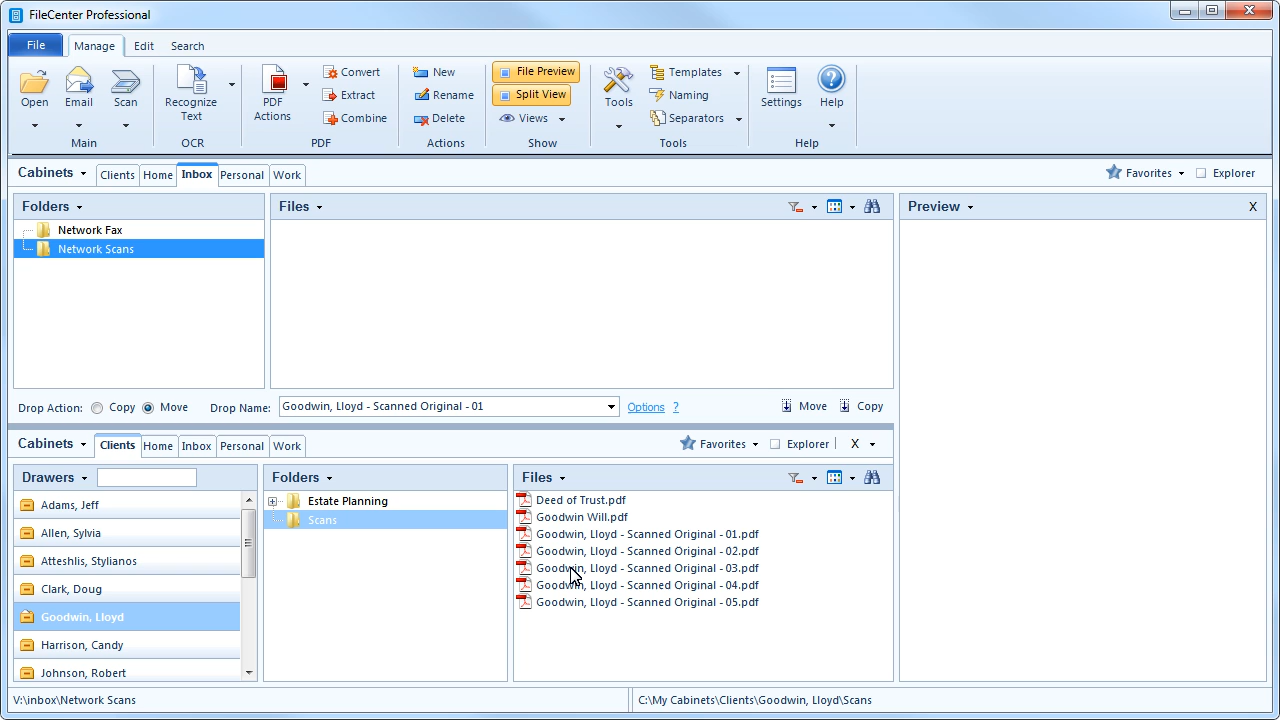 FileCenter Professional
File Manage Edit Search
Open Email Scan Recognize Text PDF Actions Convert Extract Combine New Rename Delete File Preview Split View Views Tools Templates Naming Separators Settings Help
Main OCR PDF Actions Show Tools Help
Cabinets Clients Home Inbox Personal Work Favorites Explorer
Folders Files Preview X
Network Fax
Network Scans
Drop Action: Copy Move Drop Name: Goodwin, Lloyd - Scanned Original - 01 Options ? Move Copy
Cabinets Clients Home Inbox Personal Work Favorites Explorer X
Drawers Folders Files
Adams, Jeff
Allen, Sylvia
Atteshlis, Stylianos
Clark, Doug
Goodwin, Lloyd
Harrison, Candy
Johnson, Robert
Estate Planning
Scans
Deed of Trust.pdf
Goodwin Will.pdf
Goodwin, Lloyd - Scanned Original - 01.pdf
Goodwin, Lloyd - Scanned Original - 02.pdf
Goodwin, Lloyd - Scanned Original - 03.pdf
Goodwin, Lloyd - Scanned Original - 04.pdf
Goodwin, Lloyd - Scanned Original - 05.pdf
V:\inbox\Network Scans C:\My Cabinets\Clients\Goodwin, Lloyd\Scans